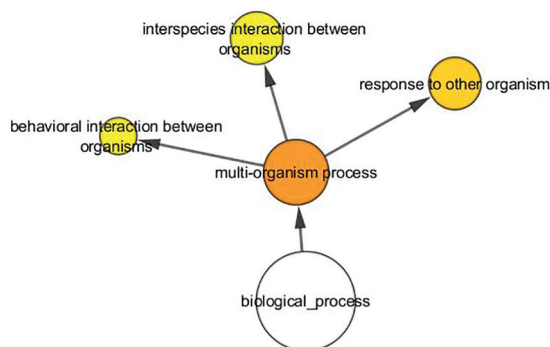 interspecies interaction between
organisms
response to other organism
behavioral interaction between
organisms
multi-organism process
biological_process